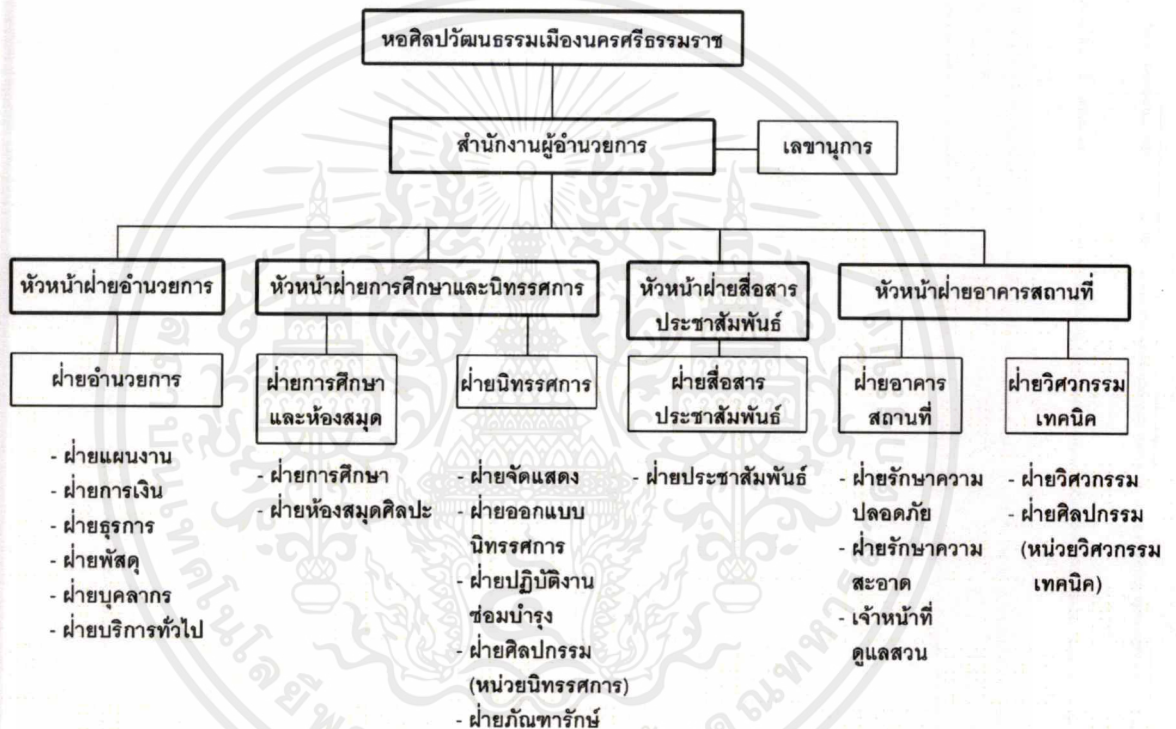 หอศิลปวัฒนธรรมเมืองนครศรีธรรมราช
สำนักงานผู้อำนวยการ
เลขานุการ
หัวหน้าฝ่ายอำนวยการ
หัวหน้าฝ่ายการศึกษาและนิทรรศการ
หัวหน้าฝ่ายสื่อสาร
ประชาสัมพันธ์
หัวหน้าฝ่ายอาคารสถานที่
ฝ่ายอำนวยการ
ฝ่ายการศึกษา
และห้องสมุด
ฝ่ายนิทรรศการ
ฝ่ายสื่อสาร
ประชาสัมพันธ์
ฝ่ายอาคาร
สถานที่
ฝ่ายวิศวกรรม
เทคนิค
- ฝ่ายแผนงาน
- ฝ่ายการเงิน
- ฝ่ายธุรการ
- ฝ่ายพัสดุ
- ฝ่ายบุคลากร
- ฝ่ายบริการทั่วไป
- ฝ่ายการศึกษา
- ฝ่ายห้องสมุดศิลปะ
- ฝ่ายจัดแสดง
- ฝ่ายออกแบบ
นิทรรศการ
- ฝ่ายปฏิบัติงาน
ซ่อมบำรุง
- ฝ่ายศิลปกรรม
(หน่วยนิทรรศการ)
- ฝ่ายภัณฑารักษ์
- ฝ่ายประชาสัมพันธ์
- ฝ่ายรักษาความ
ปลอดภัย
- ฝ่ายรักษาความ
สะอาด
- เจ้าหน้าที่
ดูแลสวน
- ฝ่ายวิศวกรรม
- ฝ่ายศิลปกรรม
(หน่วยวิศวกรรม
เทคนิค)